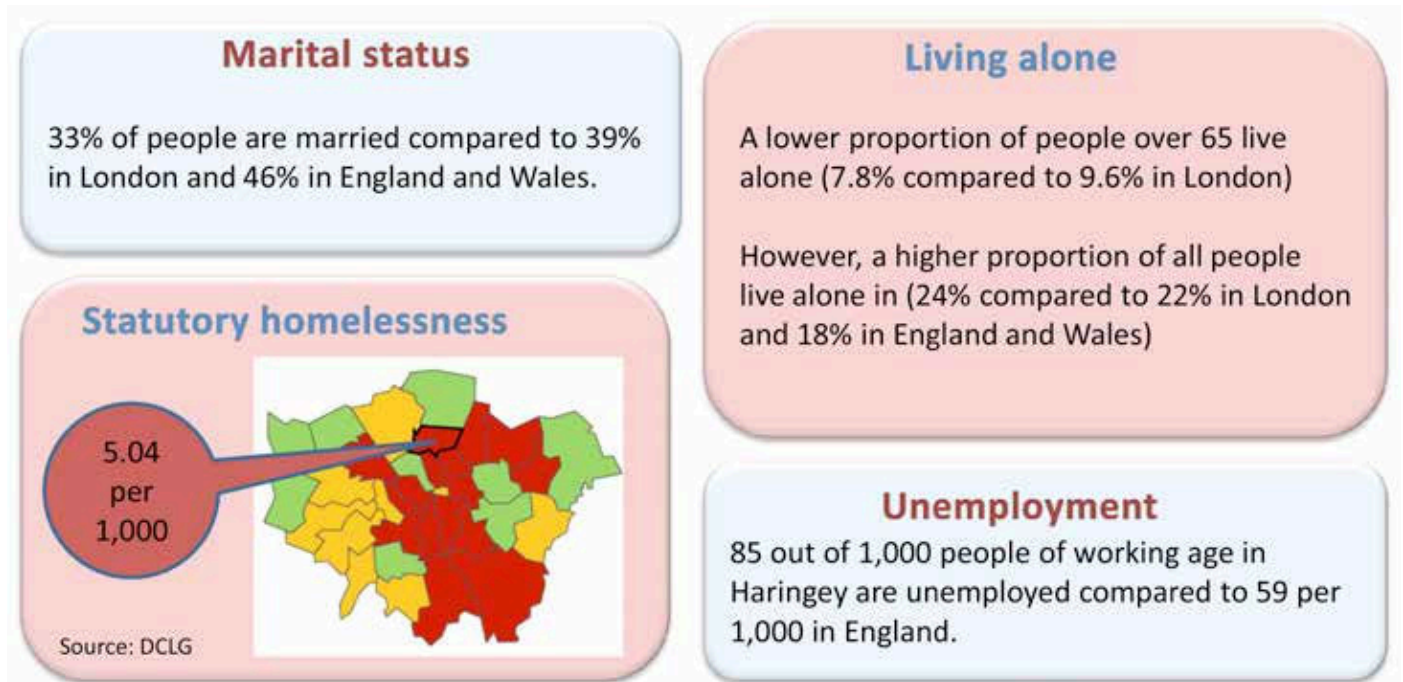 Marital status
33% of people are married compared to 39%
in London and 46% in England and Wales.
Living alone
A lower proportion of people over 65 live
alone (7.8% compared to 9.6% in London)
However, a higher proportion of all people
live alone in (24% compared to 22% in London
and 18% in England and Wales)
Statutory homelessness
5.04
per
1,000
Source: DCLG
Unemployment
85 out of 1,000 people of working age in
Haringey are unemployed compared to 59 per
1,000 in England.